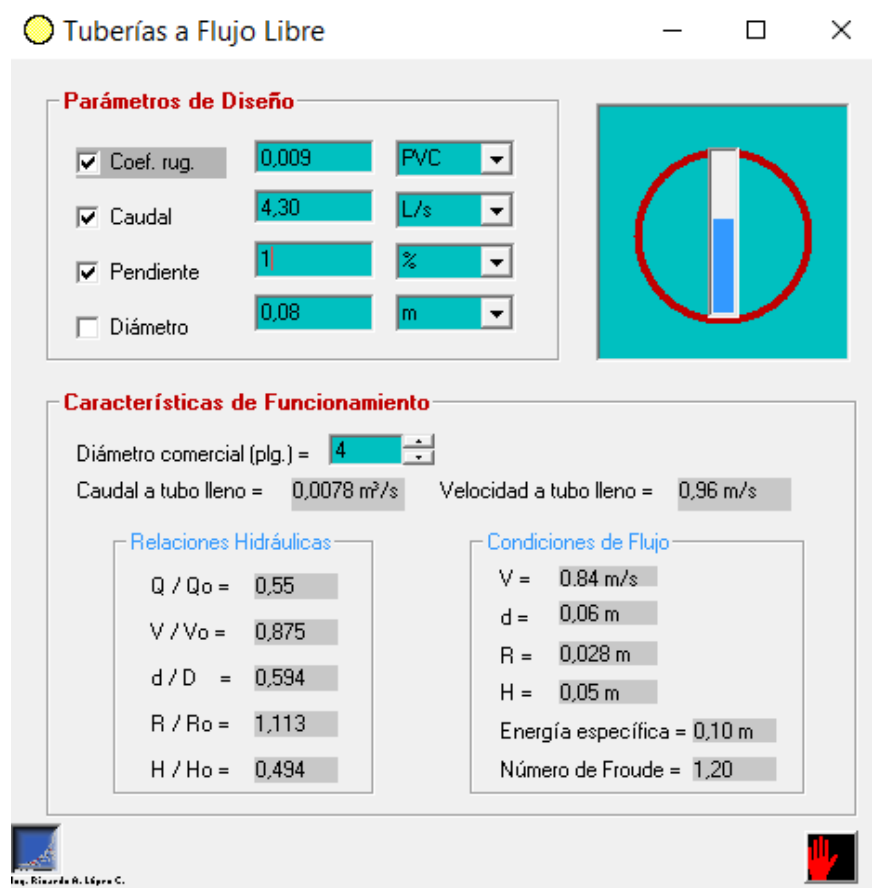 Tuberías a Flujo Libre
Parámetros de Diseño
Coef. rug. 0,009 PVC
Caudal 4,30 L/s
Pendiente 1 %
Diámetro 0,08 m
Características de Funcionamiento
Diámetro comercial (plg.) = 4
Caudal a tubo lleno = 0,0078 m³/s Velocidad a tubo lleno = 0,96 m/s
Relaciones Hidráulicas
Q / Qo = 0,55
V / Vo = 0,875
d / D = 0,594
R / Ro = 1,113
H / Ho = 0,494
Condiciones de Flujo
V = 0.84 m/s
d = 0,06 m
R = 0,028 m
H = 0,05 m
Energía específica = 0,10 m
Número de Froude = 1,20
Ing. Ricardo A. López C.